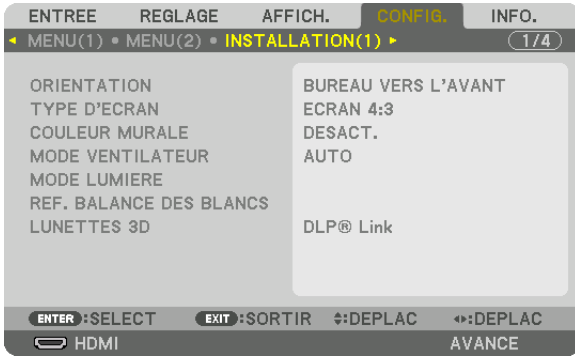 ENTREE REGLAGE AFFICH. CONFIG. INFO.
◂ MENU(1) • MENU(2) • INSTALLATION(1) ▸ 1/4
ORIENTATION BUREAU VERS L'AVANT
TYPE D'ECRAN ECRAN 4:3
COULEUR MURALE DESACT.
MODE VENTILATEUR AUTO
MODE LUMIERE
REF. BALANCE DES BLANCS
LUNETTES 3D DLP® Link
ENTER :SELECT EXIT :SORTIR ♦:DEPLAC ◂▸:DEPLAC
HDMI AVANCE